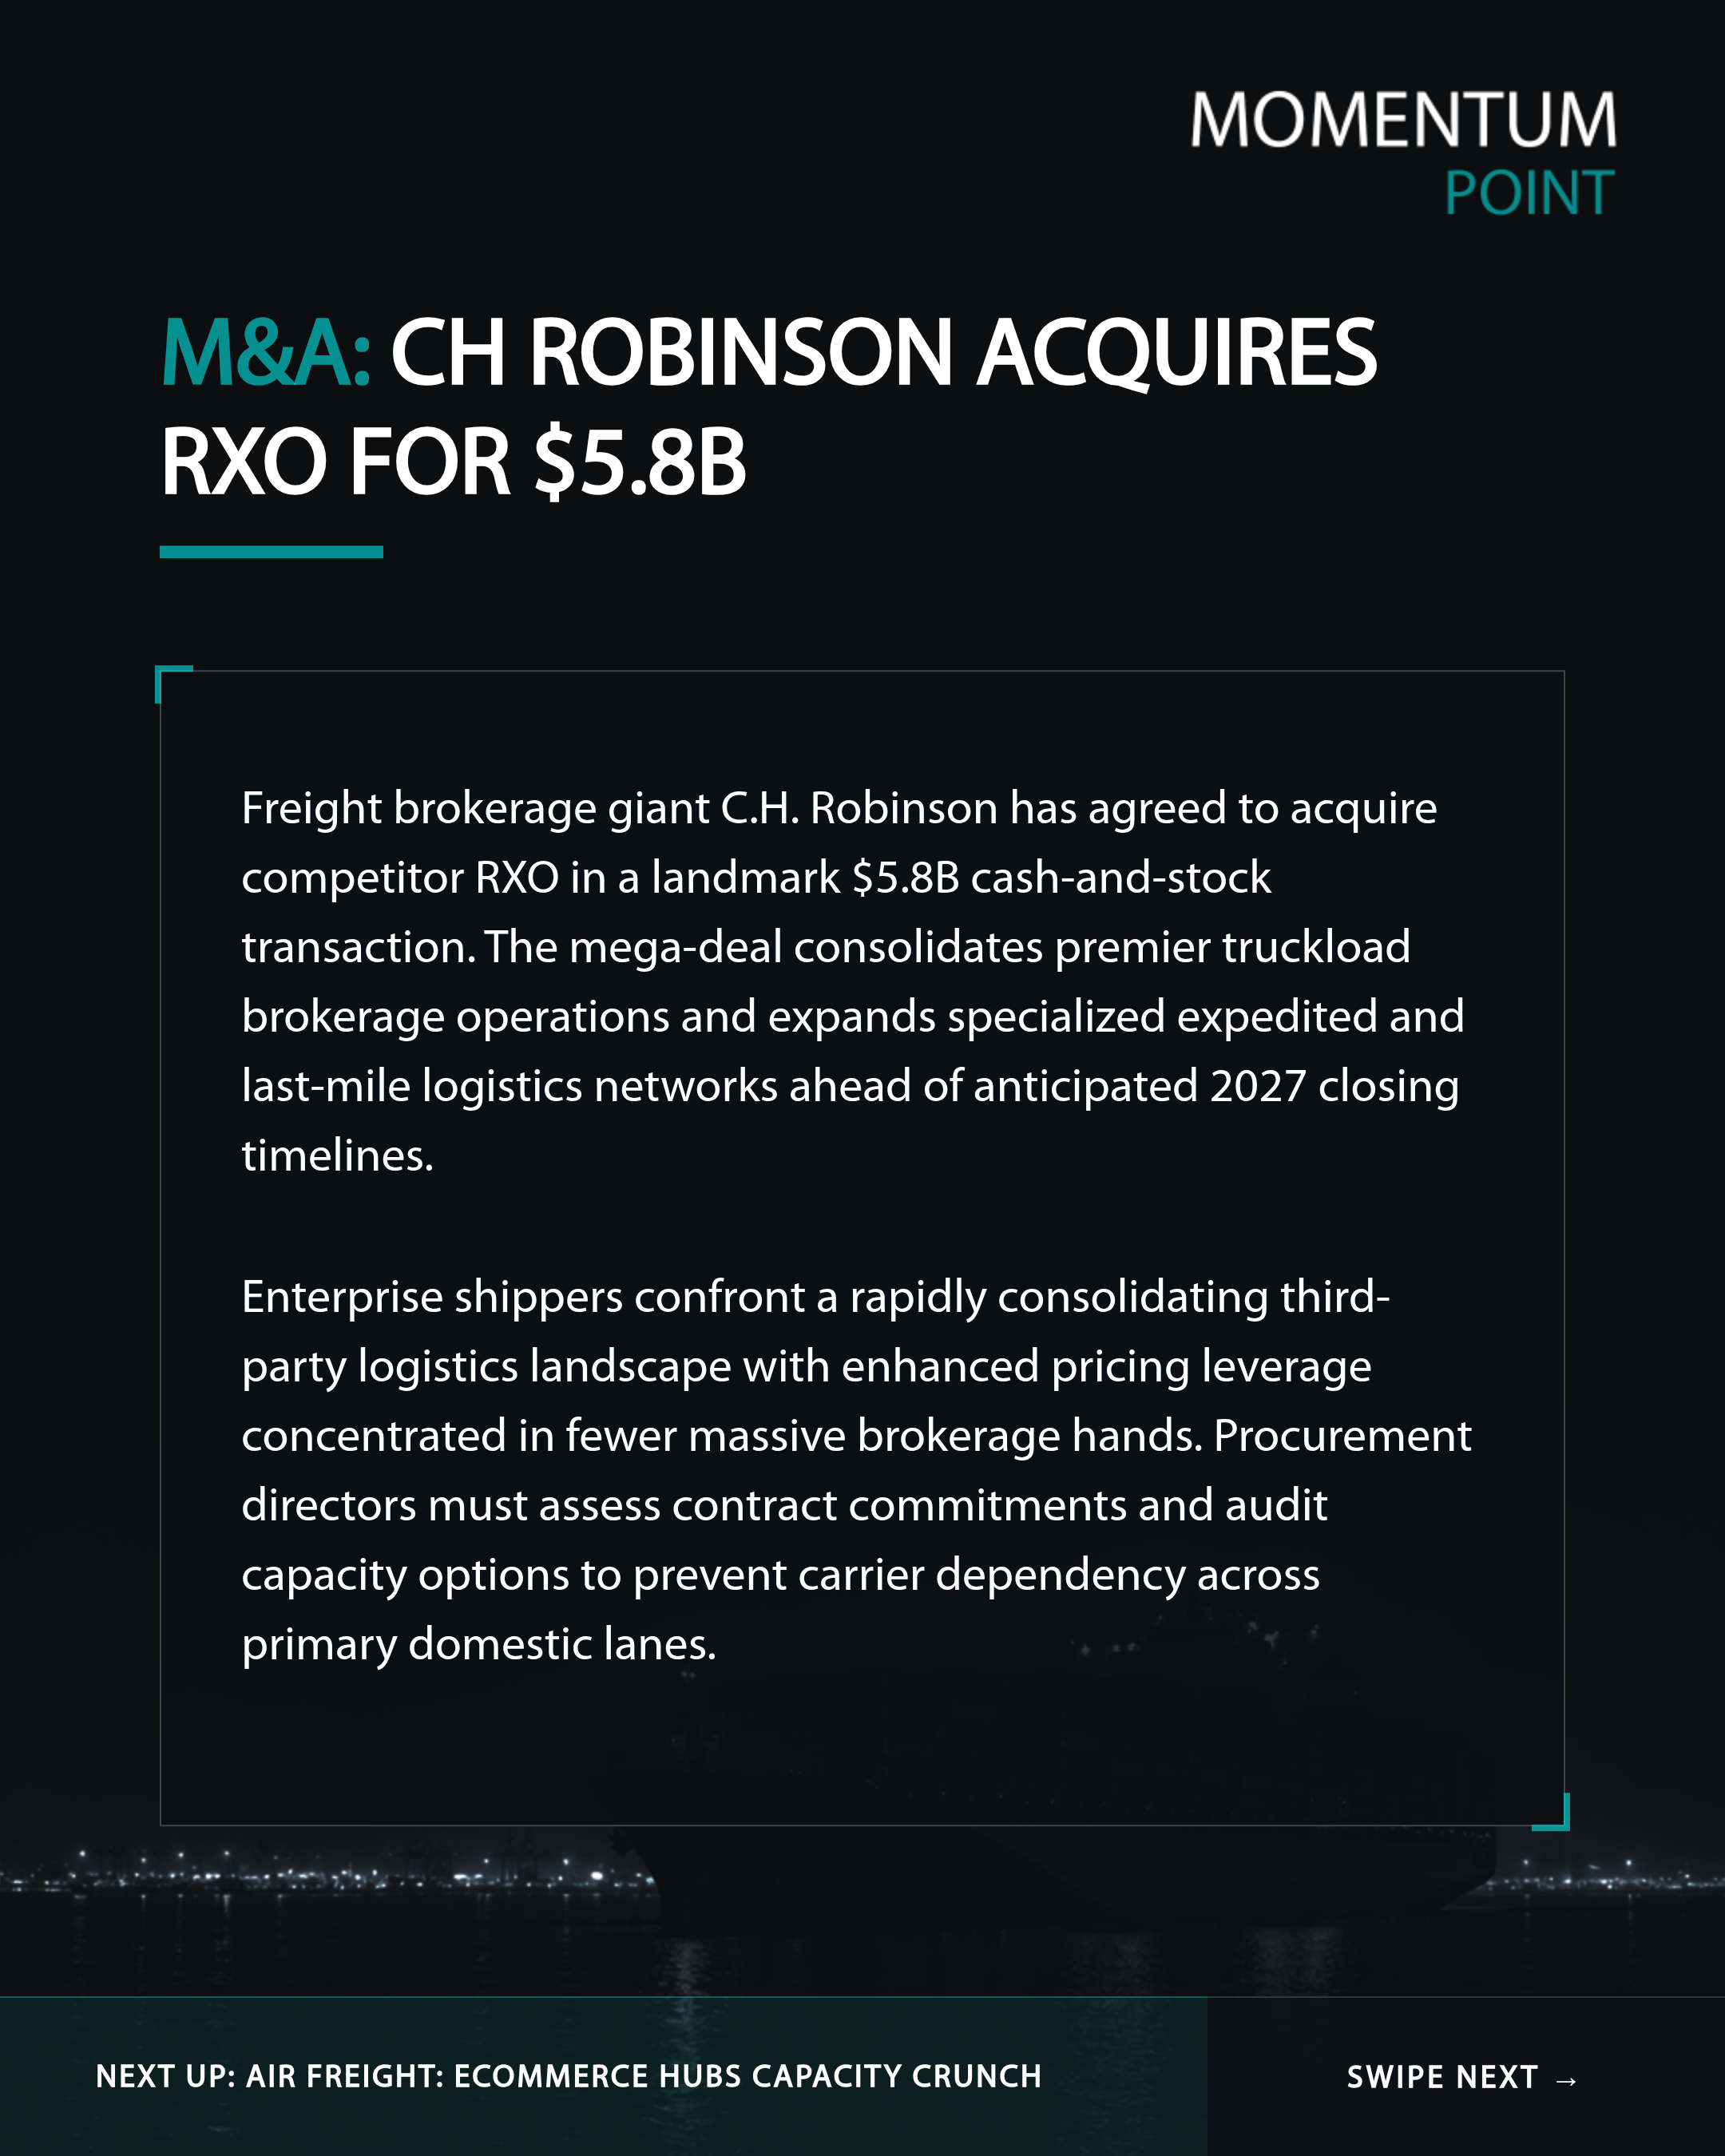 MOMENTUM
POINT
M&A: CH ROBINSON ACQUIRES
RXO FOR $5.8B
Freight brokerage giant C.H. Robinson has agreed to acquire
competitor RXO in a landmark $5.8B cash-and-stock
transaction. The mega-deal consolidates premier truckload
brokerage operations and expands specialized expedited and
last-mile logistics networks ahead of anticipated 2027 closing
timelines.
Enterprise shippers confront a rapidly consolidating third-
party logistics landscape with enhanced pricing leverage
concentrated in fewer massive brokerage hands. Procurement
directors must assess contract commitments and audit
capacity options to prevent carrier dependency across
primary domestic lanes.
NEXT UP: AIR FREIGHT: ECOMMERCE HUBS CAPACITY CRUNCH
SWIPE NEXT →